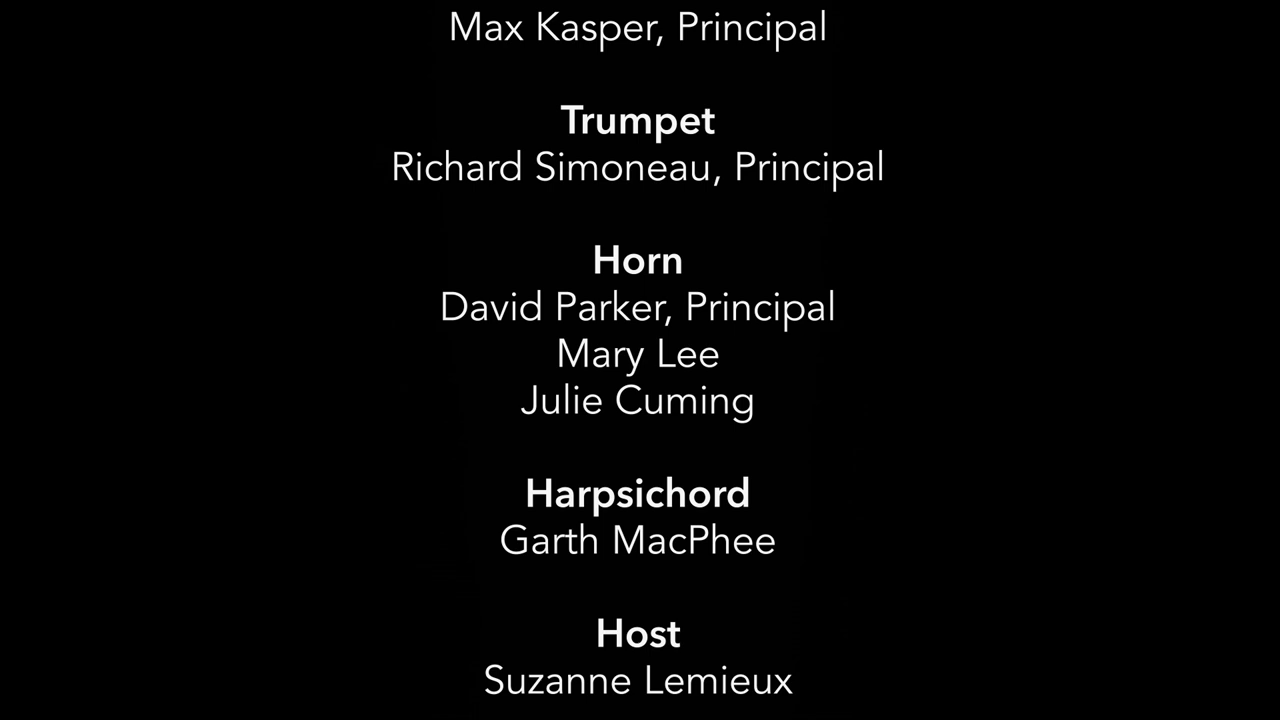 Max Kasper, Principal
Trumpet
Richard Simoneau, Principal
Horn
David Parker, Principal
Mary Lee
Julie Cuming
Harpsichord
Garth MacPhee
Host
Suzanne Lemieux